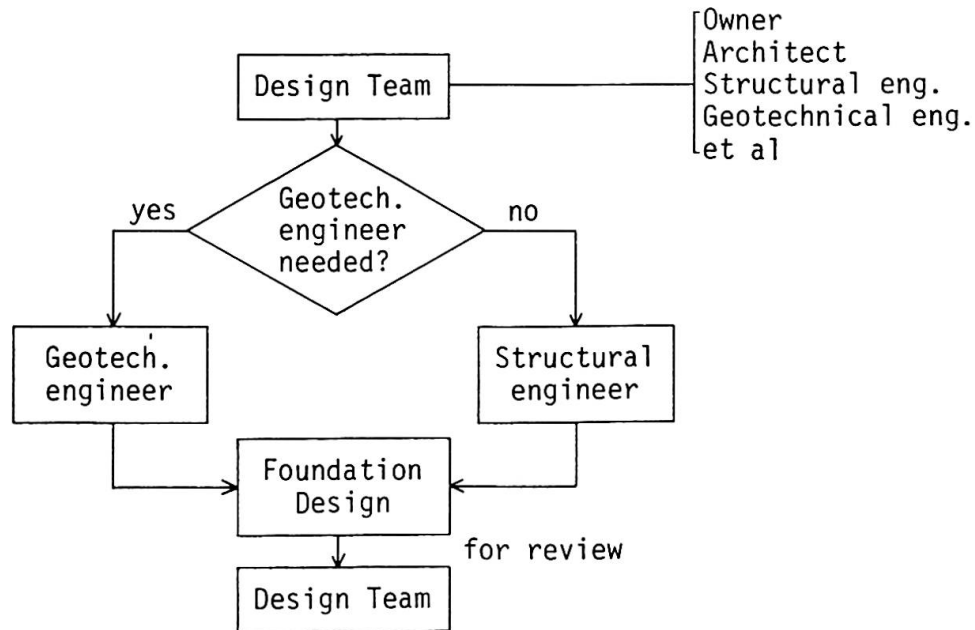 Owner
Architect
Structural eng.
Geotechnical eng.
et al
Design Team
Geotech.
engineer
needed?
yes
no
Geotech.
engineer
Structural
engineer
Foundation
Design
for review
Design Team